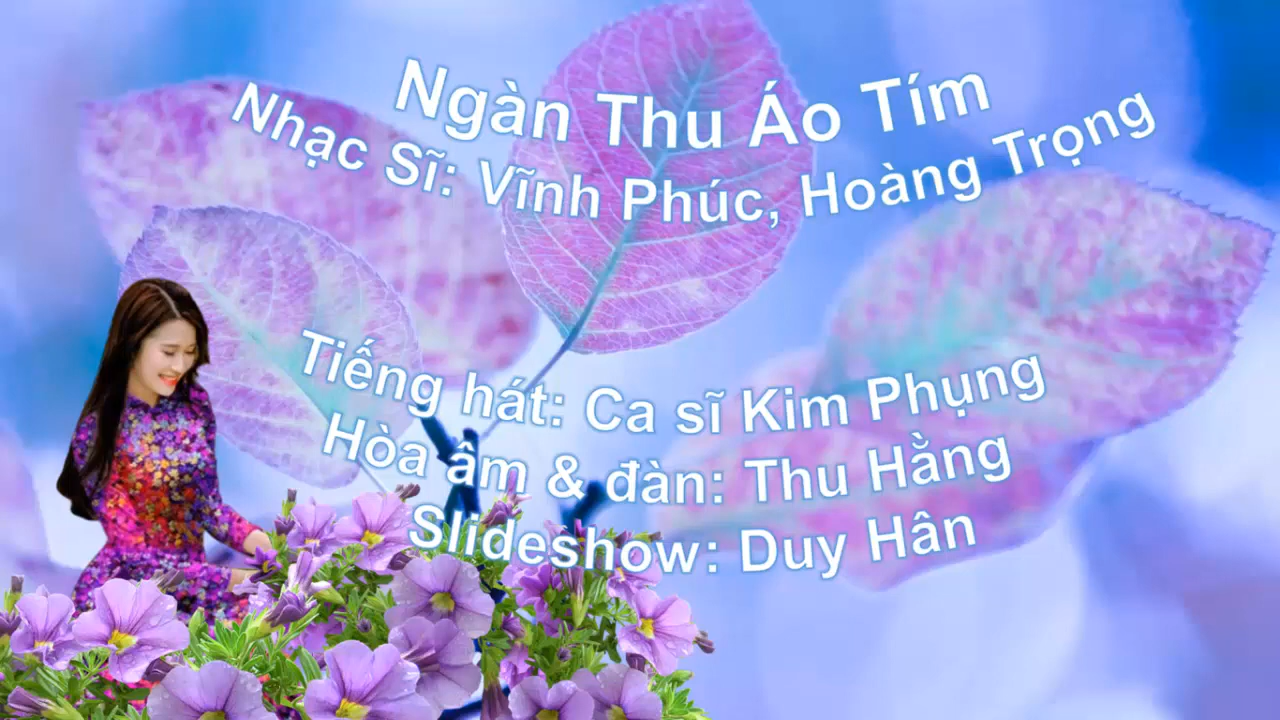 Ngàn Thu Áo Tím
Nhạc Sĩ: Vĩnh Phúc, Hoàng Trọng
Tiếng hát: Ca sĩ Kim Phụng
Hòa âm & đàn: Thu Hằng
Slideshow: Duy Hân